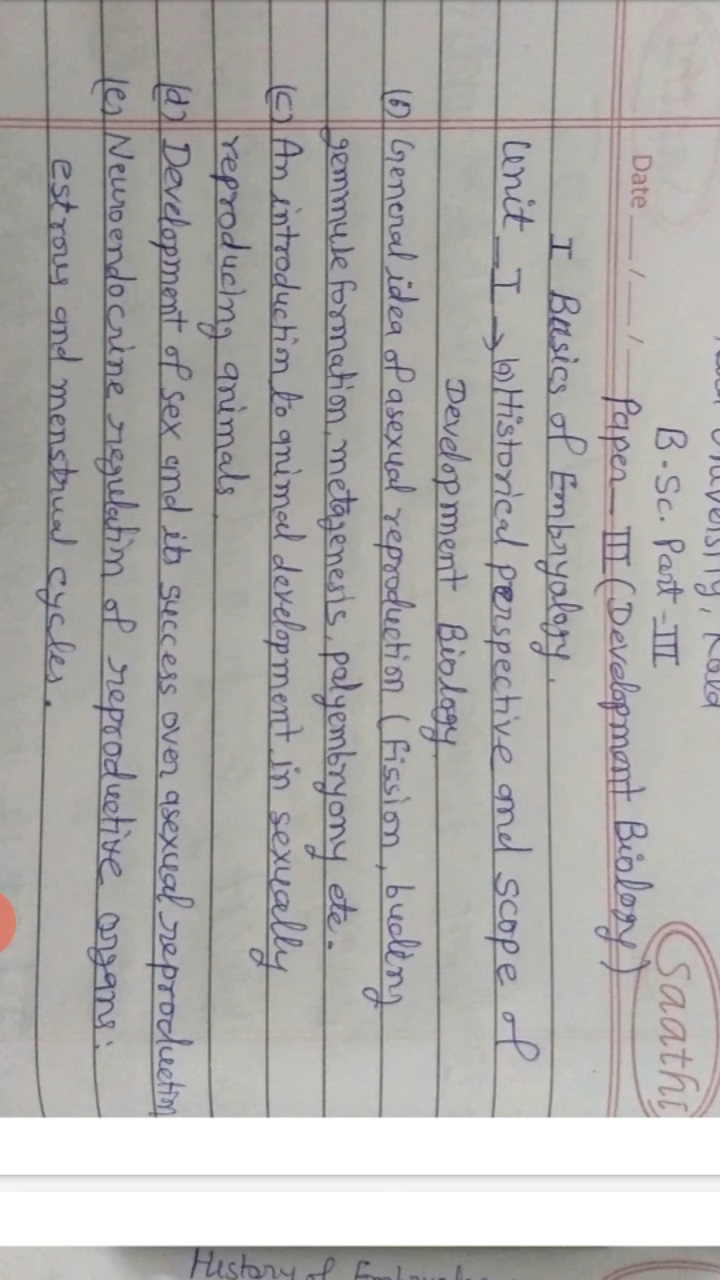 University, Kota
B.Sc. Part-III
Saathi
Date __/__/__ Paper-III (Development Biology)
I Basics of Embryology.
Unit-I → (a) Historical perspective and scope of
Development Biology.
(b) General idea of asexual reproduction (fission, buding
gemmule formation, metagenesis, polyembryony etc.
(c) An introduction to animal development in sexually
reproducing animals.
(d) Development of sex and its success over asexual reproduction
(e) Neuroendocrine regulation of reproductive organs:
estrous and menstrual cycles.
History of